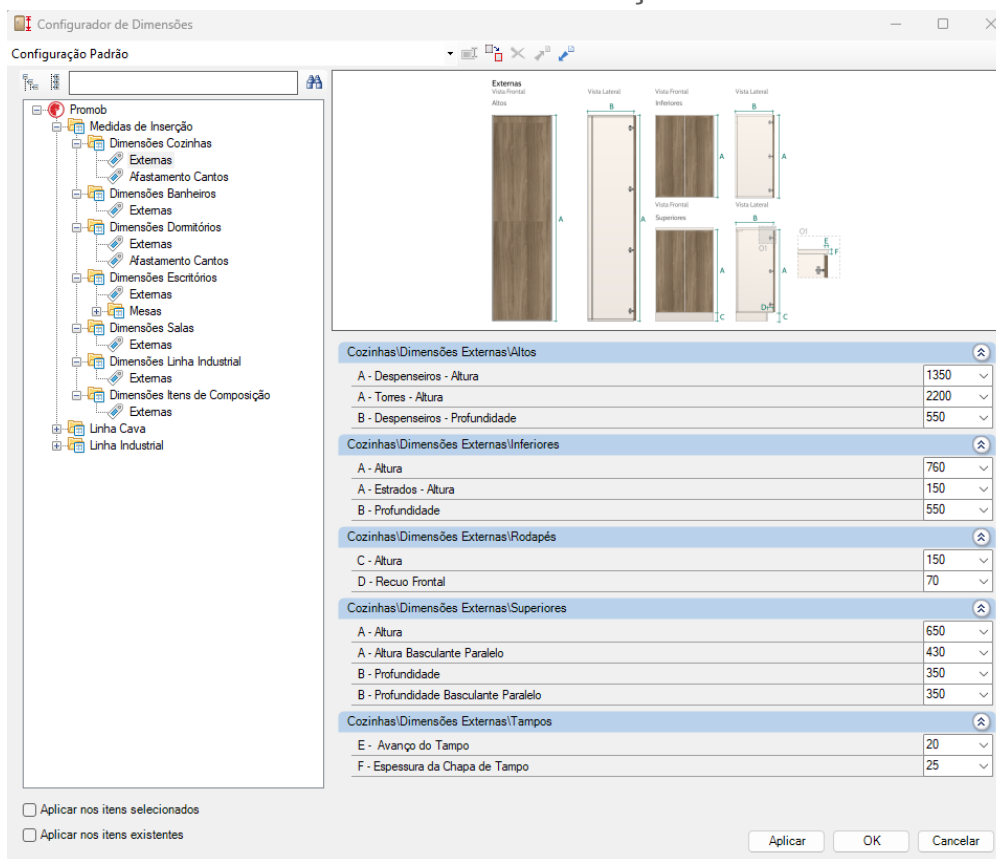 Configurador de Dimensões
Configuração Padrão
Promob
Medidas de Inserção
Dimensões Cozinhas
Externas
Afastamento Cantos
Dimensões Banheiros
Externas
Dimensões Dormitórios
Externas
Afastamento Cantos
Dimensões Escritórios
Externas
Mesas
Dimensões Salas
Externas
Dimensões Linha Industrial
Externas
Dimensões Itens de Composição
Externas
Linha Cava
Linha Industrial
Externas
Vista Frontal Vista Lateral Vista Frontal Vista Lateral
Altos Inferiores
B B
A A
Vista Frontal Vista Lateral
Superiores B
A A
O1 O1
E
F
A A
D
C C
Cozinhas\Dimensões Externas\Altos
A - Despenseiros - Altura 1350
A - Torres - Altura 2200
B - Despenseiros - Profundidade 550
Cozinhas\Dimensões Externas\Inferiores
A - Altura 760
A - Estrados - Altura 150
B - Profundidade 550
Cozinhas\Dimensões Externas\Rodapés
C - Altura 150
D - Recuo Frontal 70
Cozinhas\Dimensões Externas\Superiores
A - Altura 650
A - Altura Basculante Paralelo 430
B - Profundidade 350
B - Profundidade Basculante Paralelo 350
Cozinhas\Dimensões Externas\Tampos
E - Avanço do Tampo 20
F - Espessura da Chapa de Tampo 25
Aplicar nos itens selecionados
Aplicar nos itens existentes
Aplicar OK Cancelar